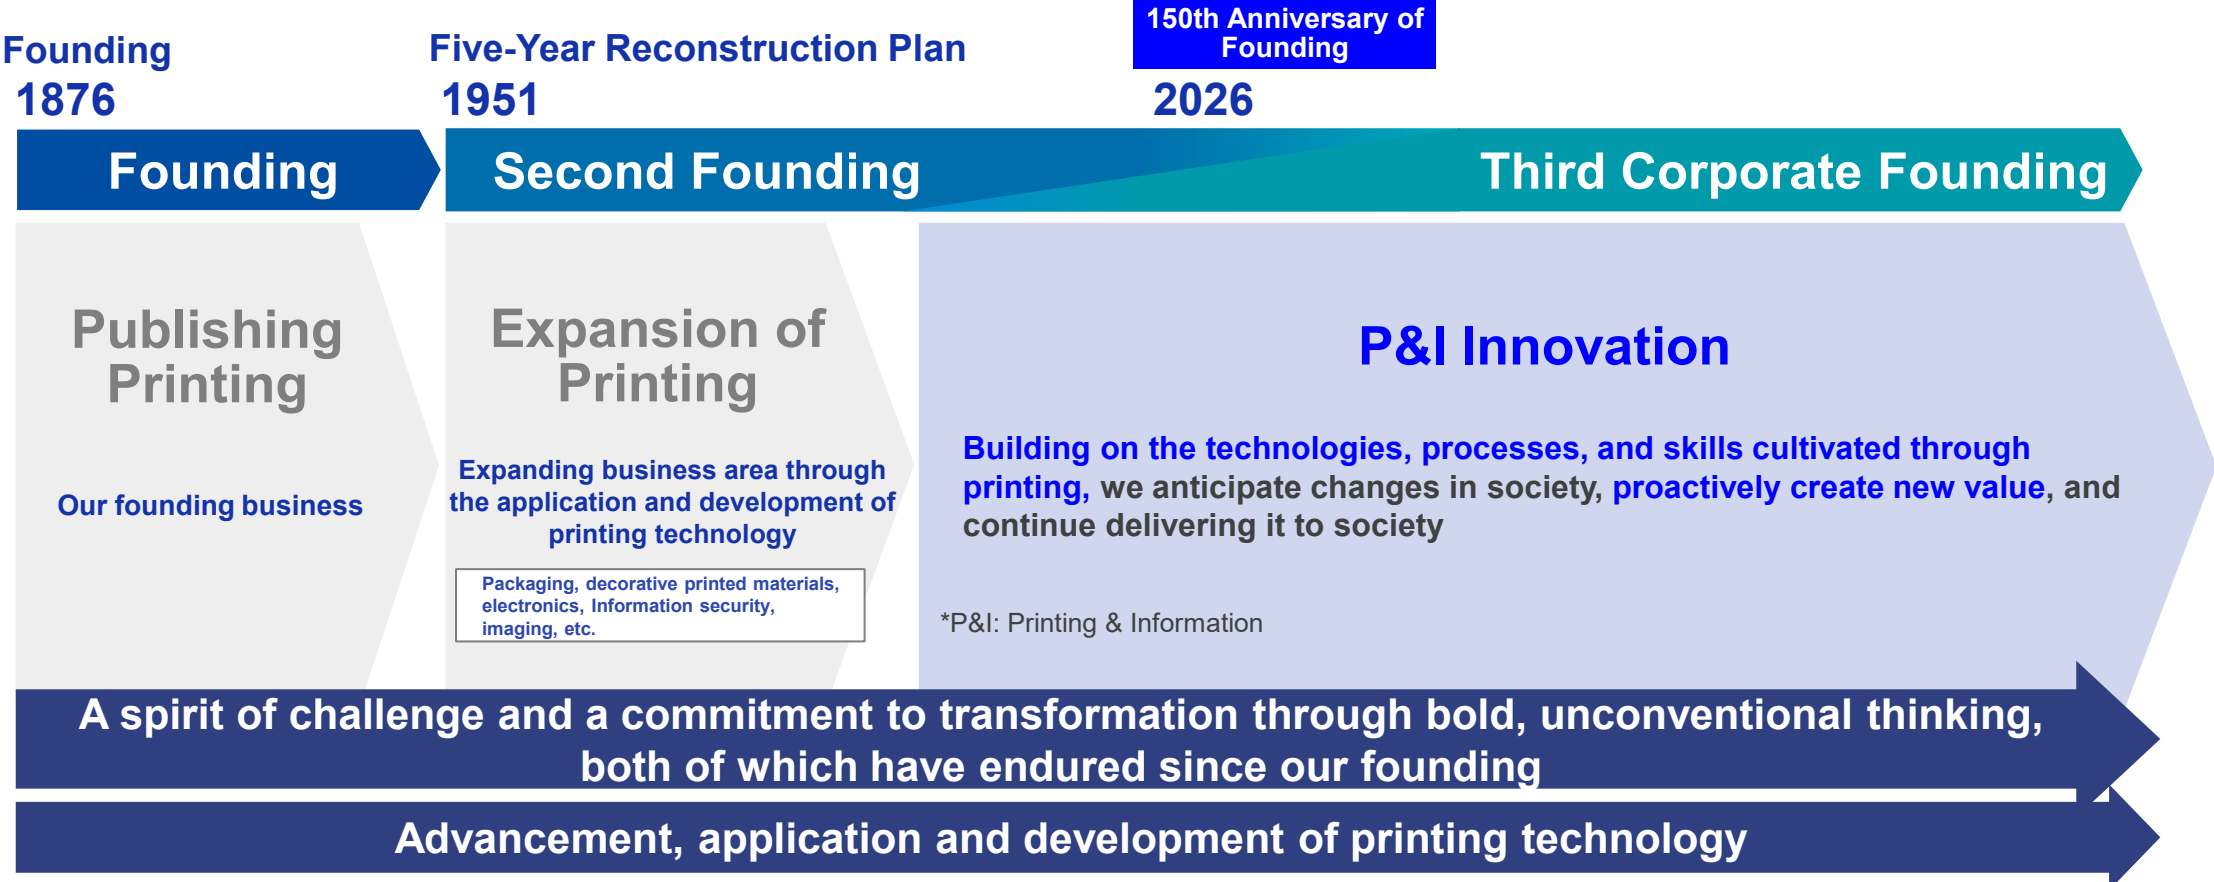 150th Anniversary of
Founding
Founding
Five-Year Reconstruction Plan
1876
1951
2026
Founding
Second Founding
Third Corporate Founding
Publishing
Printing
Our founding business
Expansion of
Printing
Expanding business area through
the application and development of
printing technology
Packaging, decorative printed materials,
electronics, Information security,
imaging, etc.
P&I Innovation
Building on the technologies, processes, and skills cultivated through
printing, we anticipate changes in society, proactively create new value, and
continue delivering it to society
*P&I: Printing & Information
A spirit of challenge and a commitment to transformation through bold, unconventional thinking,
both of which have endured since our founding
Advancement, application and development of printing technology